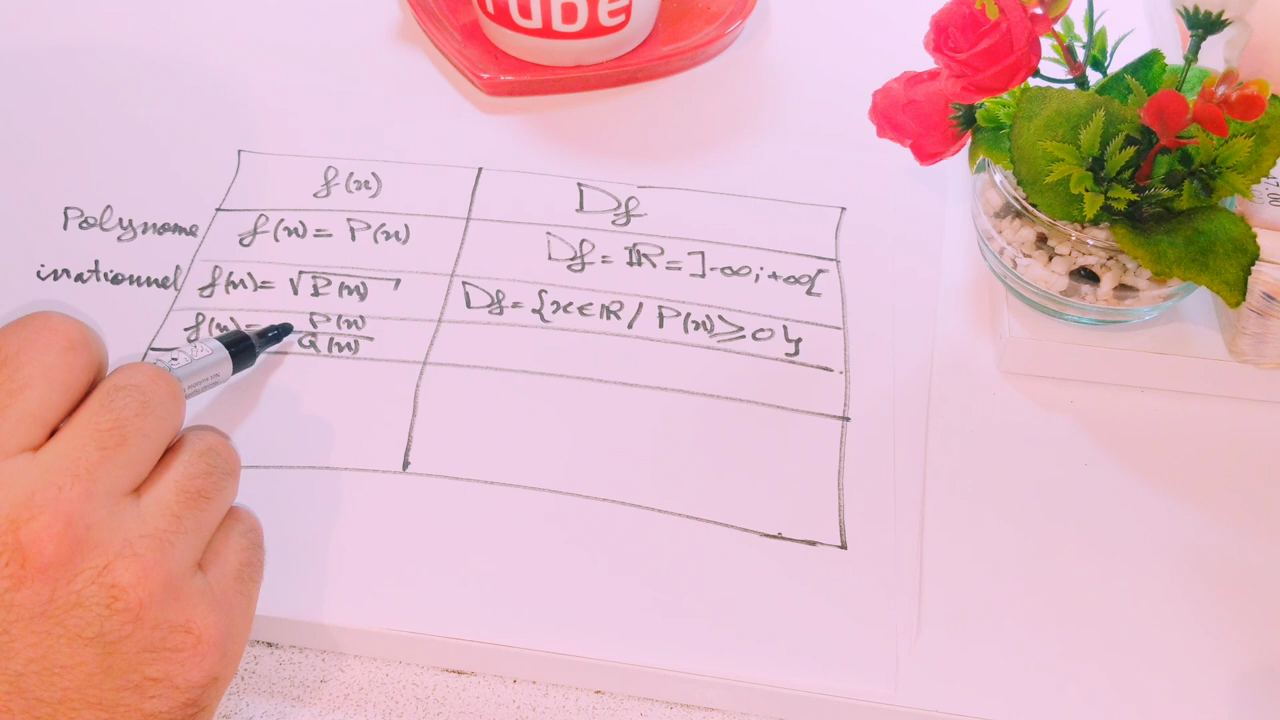 Tube
f(x)
Df
Polynome
f(x) = P(x)
Df = ℝ = ]-∞; +∞[
irrationnel
f(x) = √P(x)
Df = {x ∈ ℝ / P(x) ≥ 0}
f(x) = P(x)
Q(x)